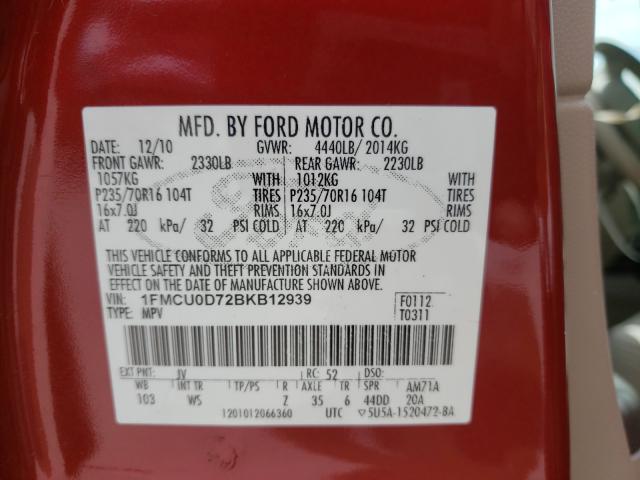 MFD. BY FORD MOTOR CO.
DATE: 12/10 GVWR: 4440LB/ 2014KG
FRONT GAWR: 2330LB REAR GAWR: 2230LB
1057KG WITH 1012KG WITH
P235/70R16 104T TIRES P235/70R16 104T TIRES
16x7.0J RIMS 16x7.0J RIMS
AT 220 kPa/ 32 PSI COLD AT 220 kPa/ 32 PSI COLD
THIS VEHICLE CONFORMS TO ALL APPLICABLE FEDERAL MOTOR
VEHICLE SAFETY AND THEFT PREVENTION STANDARDS IN
EFFECT ON THE DATE OF MANUFACTURE SHOWN ABOVE.
VIN: 1FMCU0D72BKB12939 F0112
TYPE: MPV T0311
EXT PNT: JV RC: 52 DSO:
WB INT TR TP/PS R AXLE TR SPR AM71A
103 WS Z 35 6 44DD 20A
1201012066360 UTC ▽5U5A-1520472-BA